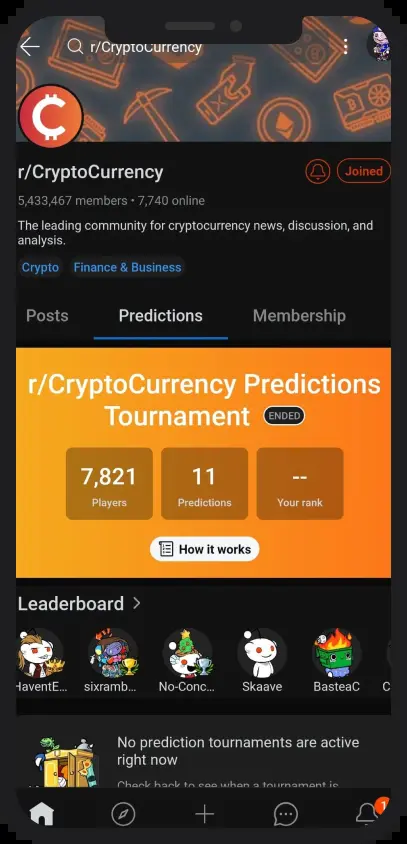 r/CryptoCurrency
r/CryptoCurrency
Joined
5,433,467 members • 7,740 online
The leading community for cryptocurrency news, discussion, and
analysis.
Crypto
Finance & Business
Posts
Predictions
Membership
r/CryptoCurrency Predictions
Tournament ENDED
7,821
Players
11
Predictions
--
Your rank
How it works
Leaderboard
HaventE...
sixramb...
No-Conc...
Skaave
BasteaC
C
No prediction tournaments are active
right now
Check back to see when a tournament is
1